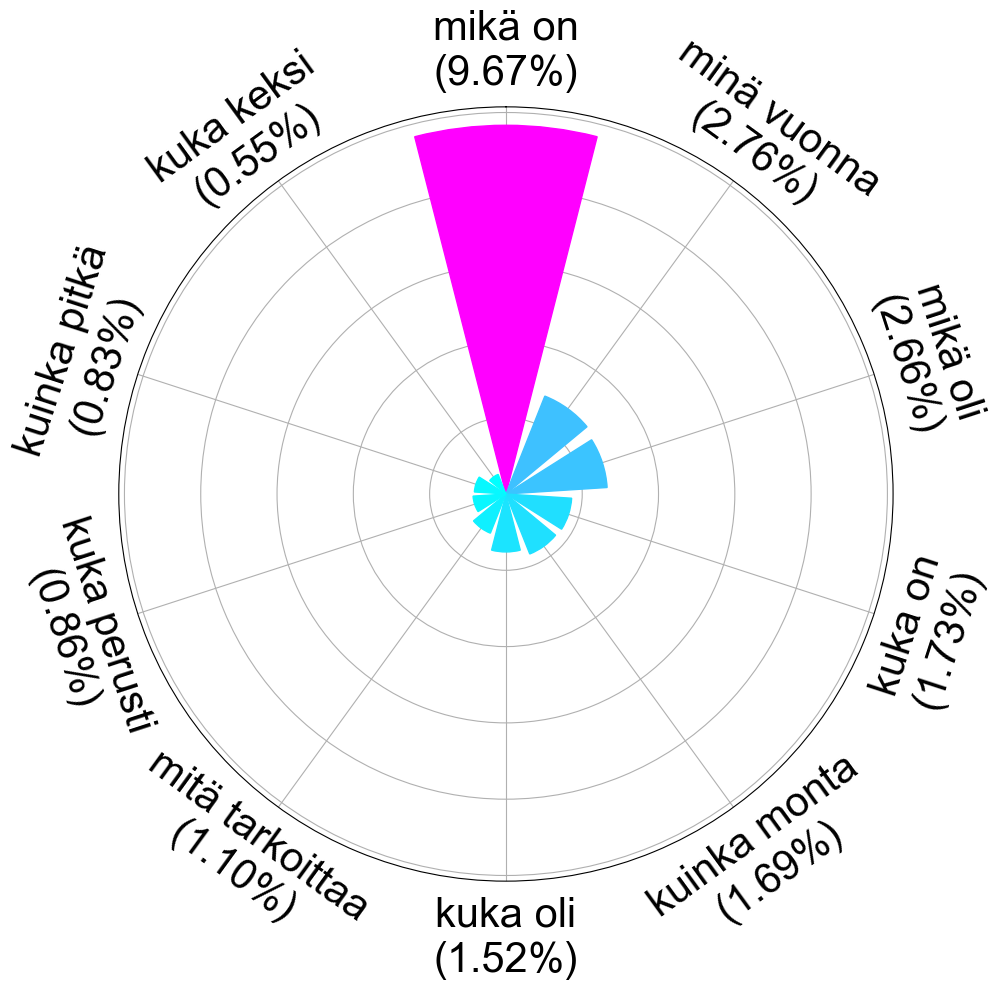 mikä on
(9.67%)
minä vuonna
(2.76%)
mikä oli
(2.66%)
kuka on
(1.73%)
kuinka monta
(1.69%)
kuka oli
(1.52%)
mitä tarkoittaa
(1.10%)
kuka perusti
(0.86%)
kuinka pitkä
(0.83%)
kuka keksi
(0.55%)